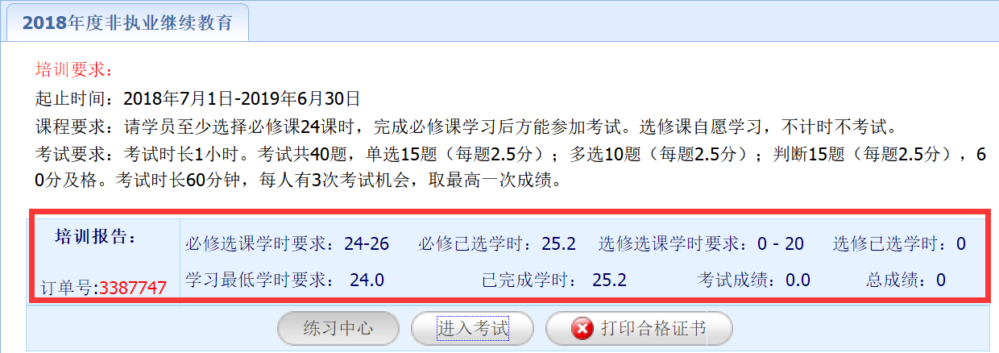 2018年度非执业继续教育
培训要求：
起止时间：2018年7月1日-2019年6月30日
课程要求：请学员至少选择必修课24课时，完成必修课学习后方能参加考试。选修课自愿学习，不计时不考试。
考试要求：考试时长1小时。考试共40题，单选15题（每题2.5分）；多选10题（每题2.5分）；判断15题（每题2.5分），6
0分及格。考试时长60分钟，每人有3次考试机会，取最高一次成绩。
培训报告：
订单号:3387747
必修选课学时要求：24-26 必修已选学时：25.2 选修选课学时要求：0 - 20 选修已选学时：0
学习最低学时要求： 24.0 已完成学时： 25.2 考试成绩：0.0 总成绩：0
练习中心 进入考试 打印合格证书